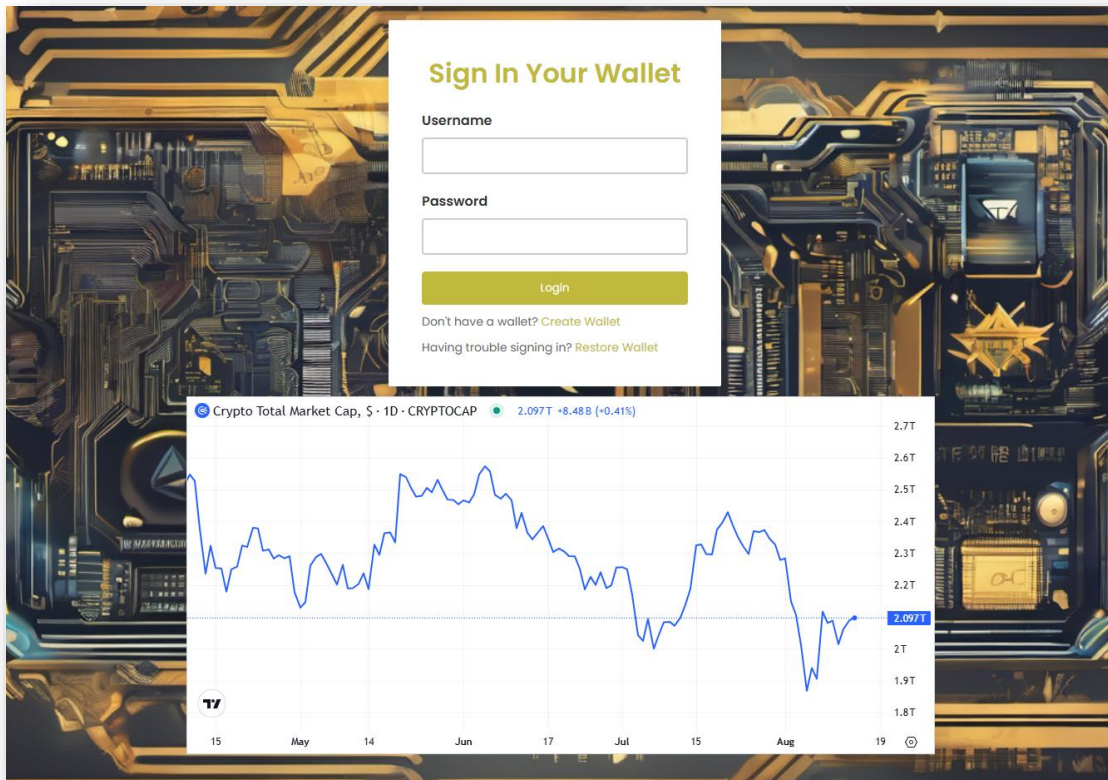 Sign In Your Wallet
Username
Password
Login
Don't have a wallet? Create Wallet
Having trouble signing in? Restore Wallet
Crypto Total Market Cap, $ · 1D · CRYPTOCAP 2.097T +8.48B (+0.41%)
2.7T
2.6T
2.5T
2.4T
2.3T
2.2T
2.097T
2T
1.9T
1.8T
15 May 14 Jun 17 Jul 15 Aug 19